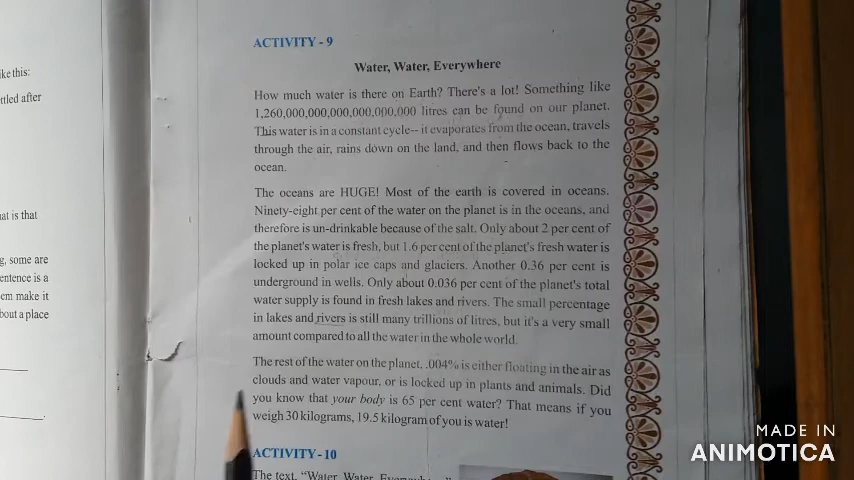 ike this:
ttled after
hat is that
g, some are
entence is a
em make it
bout a place
ACTIVITY - 9
Water, Water, Everywhere
How much water is there on Earth? There's a lot! Something like
1,260,000,000,000,000,000,000 litres can be found on our planet.
This water is in a constant cycle-- it evaporates from the ocean, travels
through the air, rains down on the land, and then flows back to the
ocean.
The oceans are HUGE! Most of the earth is covered in oceans.
Ninety-eight per cent of the water on the planet is in the oceans, and
therefore is un-drinkable because of the salt. Only about 2 per cent of
the planet's water is fresh, but 1.6 per cent of the planet's fresh water is
locked up in polar ice caps and glaciers. Another 0.36 per cent is
underground in wells. Only about 0.036 per cent of the planet's total
water supply is found in fresh lakes and rivers. The small percentage
in lakes and rivers is still many trillions of litres, but it's a very small
amount compared to all the water in the whole world.
The rest of the water on the planet, .004% is either floating in the air as
clouds and water vapour, or is locked up in plants and animals. Did
you know that your body is 65 per cent water? That means if you
weigh 30 kilograms, 19.5 kilogram of you is water!
ACTIVITY - 10
The text, "Water, Water, Everywhere"
MADE IN
ANIMOTICA